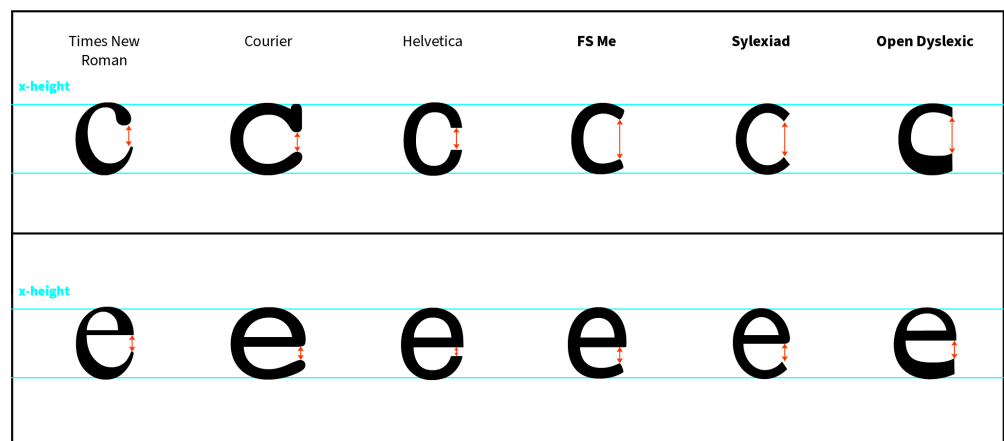 Times New
Roman
Courier
Helvetica
FS Me
Sylexiad
Open Dyslexic
x-height
c c c c c c
x-height
e e e e e e